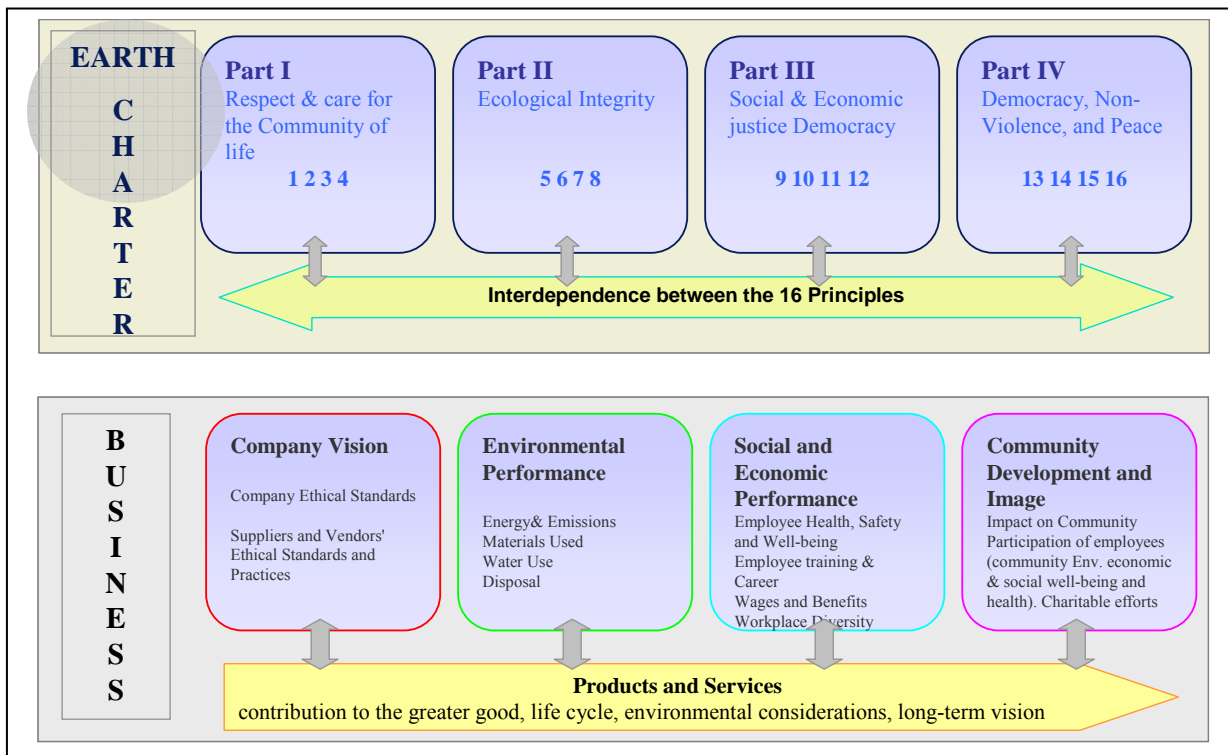 EARTH
CHARTER
Part I
Respect & care for
the Community of
life
1 2 3 4
Part II
Ecological Integrity
5 6 7 8
Part III
Social & Economic
justice Democracy
9 10 11 12
Part IV
Democracy, Non-
Violence, and Peace
13 14 15 16
Interdependence between the 16 Principles
BUSINESS
Company Vision
Company Ethical Standards
Suppliers and Vendors'
Ethical Standards and
Practices
Environmental
Performance
Energy& Emissions
Materials Used
Water Use
Disposal
Social and
Economic
Performance
Employee Health, Safety
and Well-being
Employee training &
Career
Wages and Benefits
Workplace Diversity
Community
Development and
Image
Impact on Community
Participation of employees
(community Env. economic
& social well-being and
health). Charitable efforts
Products and Services
contribution to the greater good, life cycle, environmental considerations, long-term vision